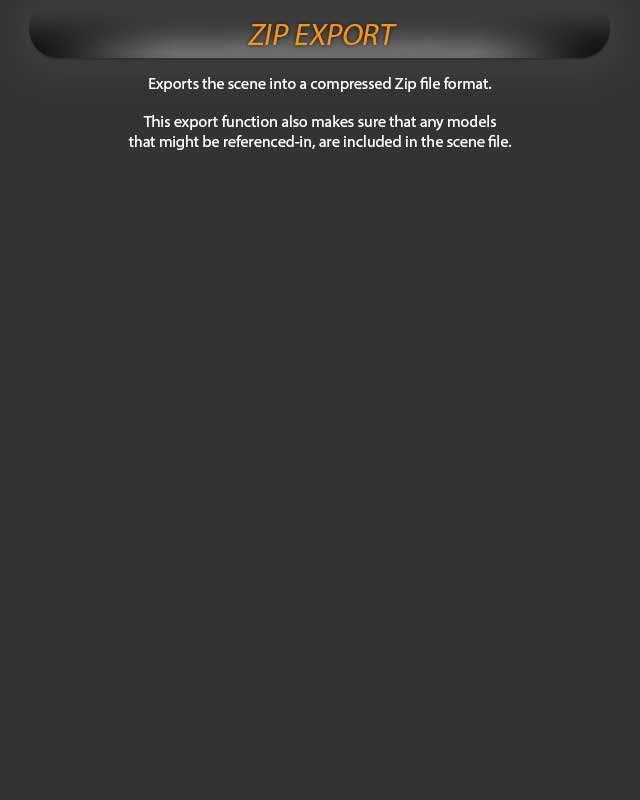 ZIP EXPORT
Exports the scene into a compressed Zip file format.
This export function also makes sure that any models
that might be referenced-in, are included in the scene file.